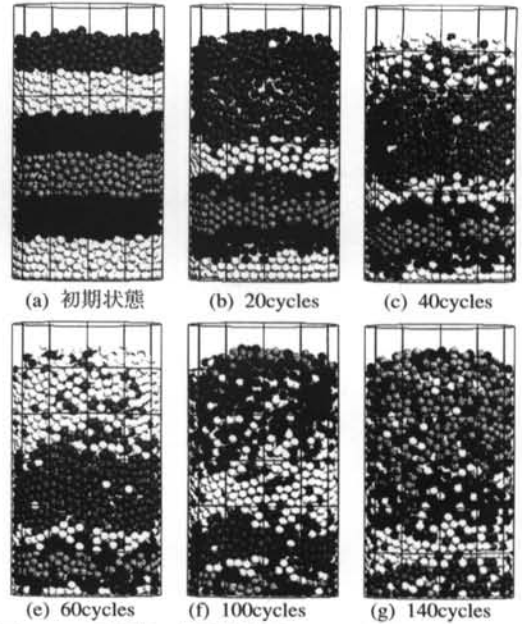 (a) 初期状態
(b) 20cycles
(c) 40cycles
(e) 60cycles
(f) 100cycles
(g) 140cycles